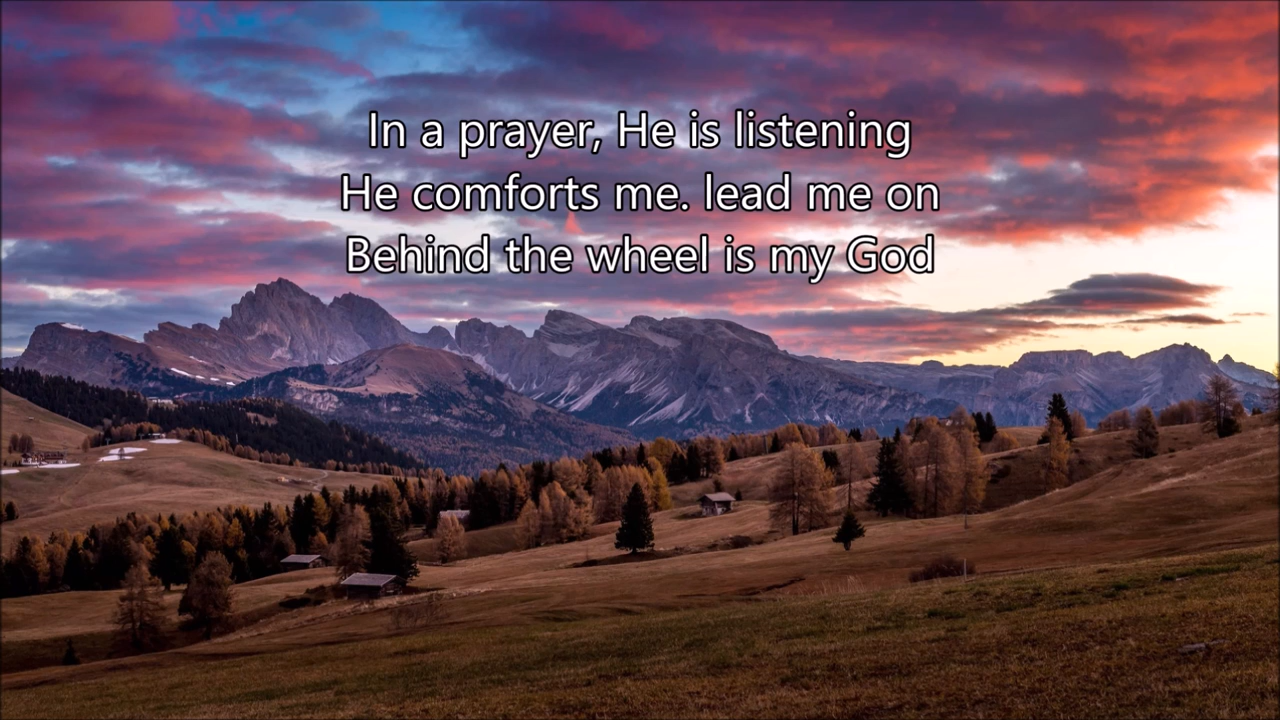 In a prayer, He is listening
He comforts me. lead me on
Behind the wheel is my God